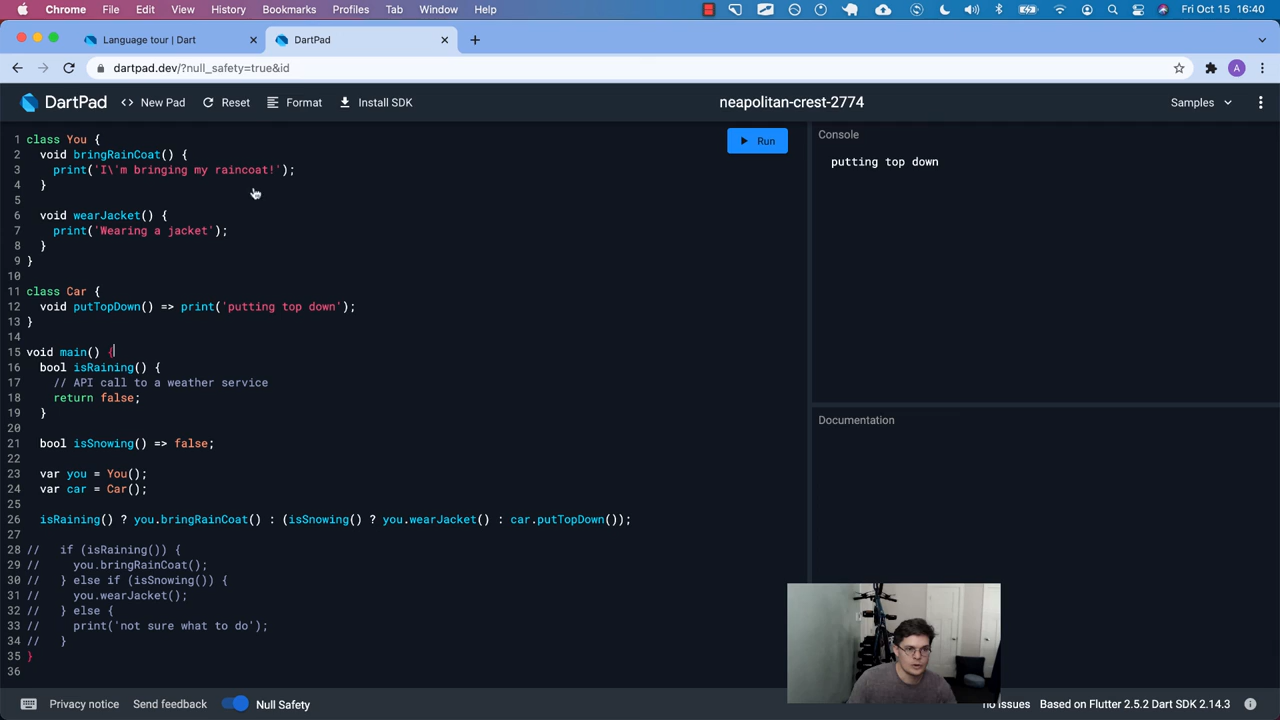 Chrome File Edit View History Bookmarks Profiles Tab Window Help Fri Oct 15 16:40
Language tour | Dart
DartPad
dartpad.dev/?null_safety=true&id
A
DartPad <> New Pad Reset Format Install SDK neapolitan-crest-2774 Samples
Run
Console
putting top down
Documentation
1 class You {
2 void bringRainCoat() {
3 print('I\'m bringing my raincoat!');
4 }
5
6 void wearJacket() {
7 print('Wearing a jacket');
8 }
9 }
10
11 class Car {
12 void putTopDown() => print('putting top down');
13 }
14
15 void main() {
16 bool isRaining() {
17 // API call to a weather service
18 return false;
19 }
20
21 bool isSnowing() => false;
22
23 var you = You();
24 var car = Car();
25
26 isRaining() ? you.bringRainCoat() : (isSnowing() ? you.wearJacket() : car.putTopDown());
27
28 // if (isRaining()) {
29 // you.bringRainCoat();
30 // } else if (isSnowing()) {
31 // you.wearJacket();
32 // } else {
33 // print('not sure what to do');
34 // }
35 }
36
Privacy notice Send feedback Null Safety no issues Based on Flutter 2.5.2 Dart SDK 2.14.3